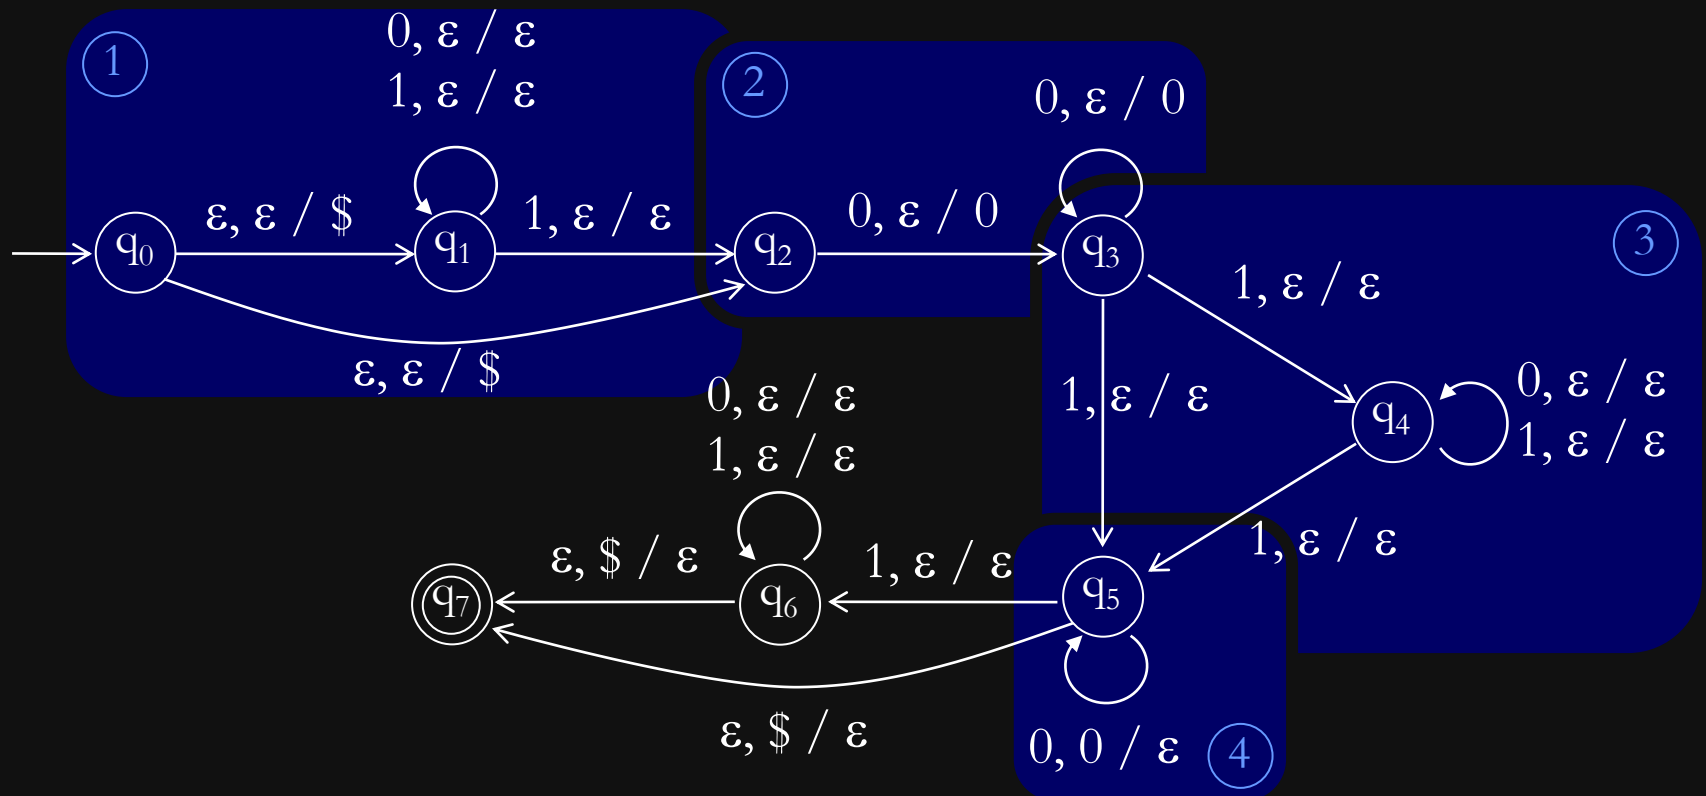 1
0, ε / ε
1, ε / ε
2
0, ε / 0
3
q0
ε, ε / $
q1
1, ε / ε
q2
0, ε / 0
q3
1, ε / ε
ε, ε / $
0, ε / ε
1, ε / ε
1, ε / ε
q4
0, ε / ε
1, ε / ε
q7
ε, $ / ε
q6
1, ε / ε
q5
1, ε / ε
ε, $ / ε
0, 0 / ε
4